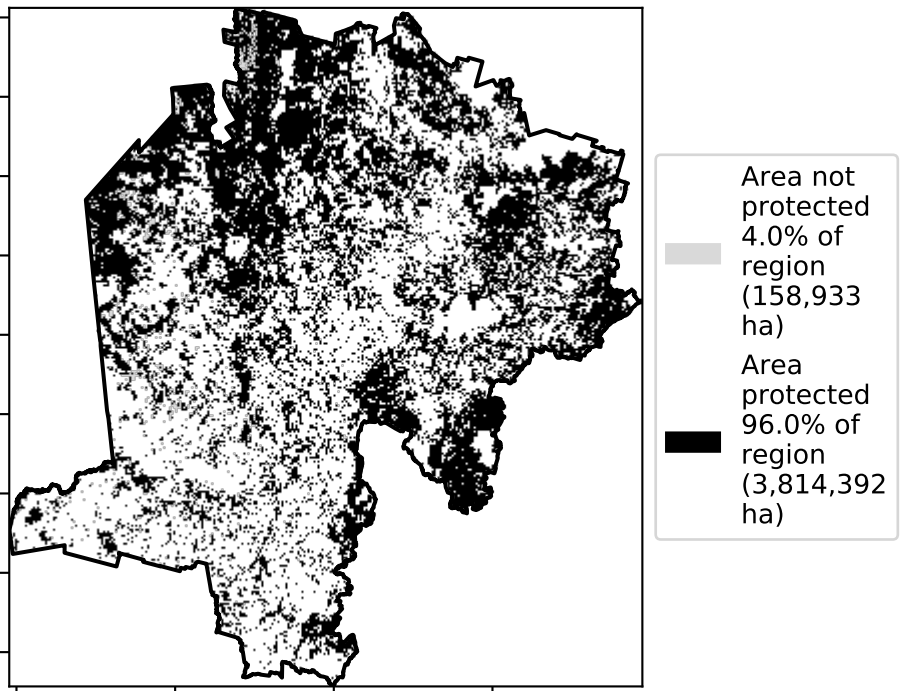 Area not
protected
4.0% of
region
(158,933
ha)
Area
protected
96.0% of
region
(3,814,392
ha)